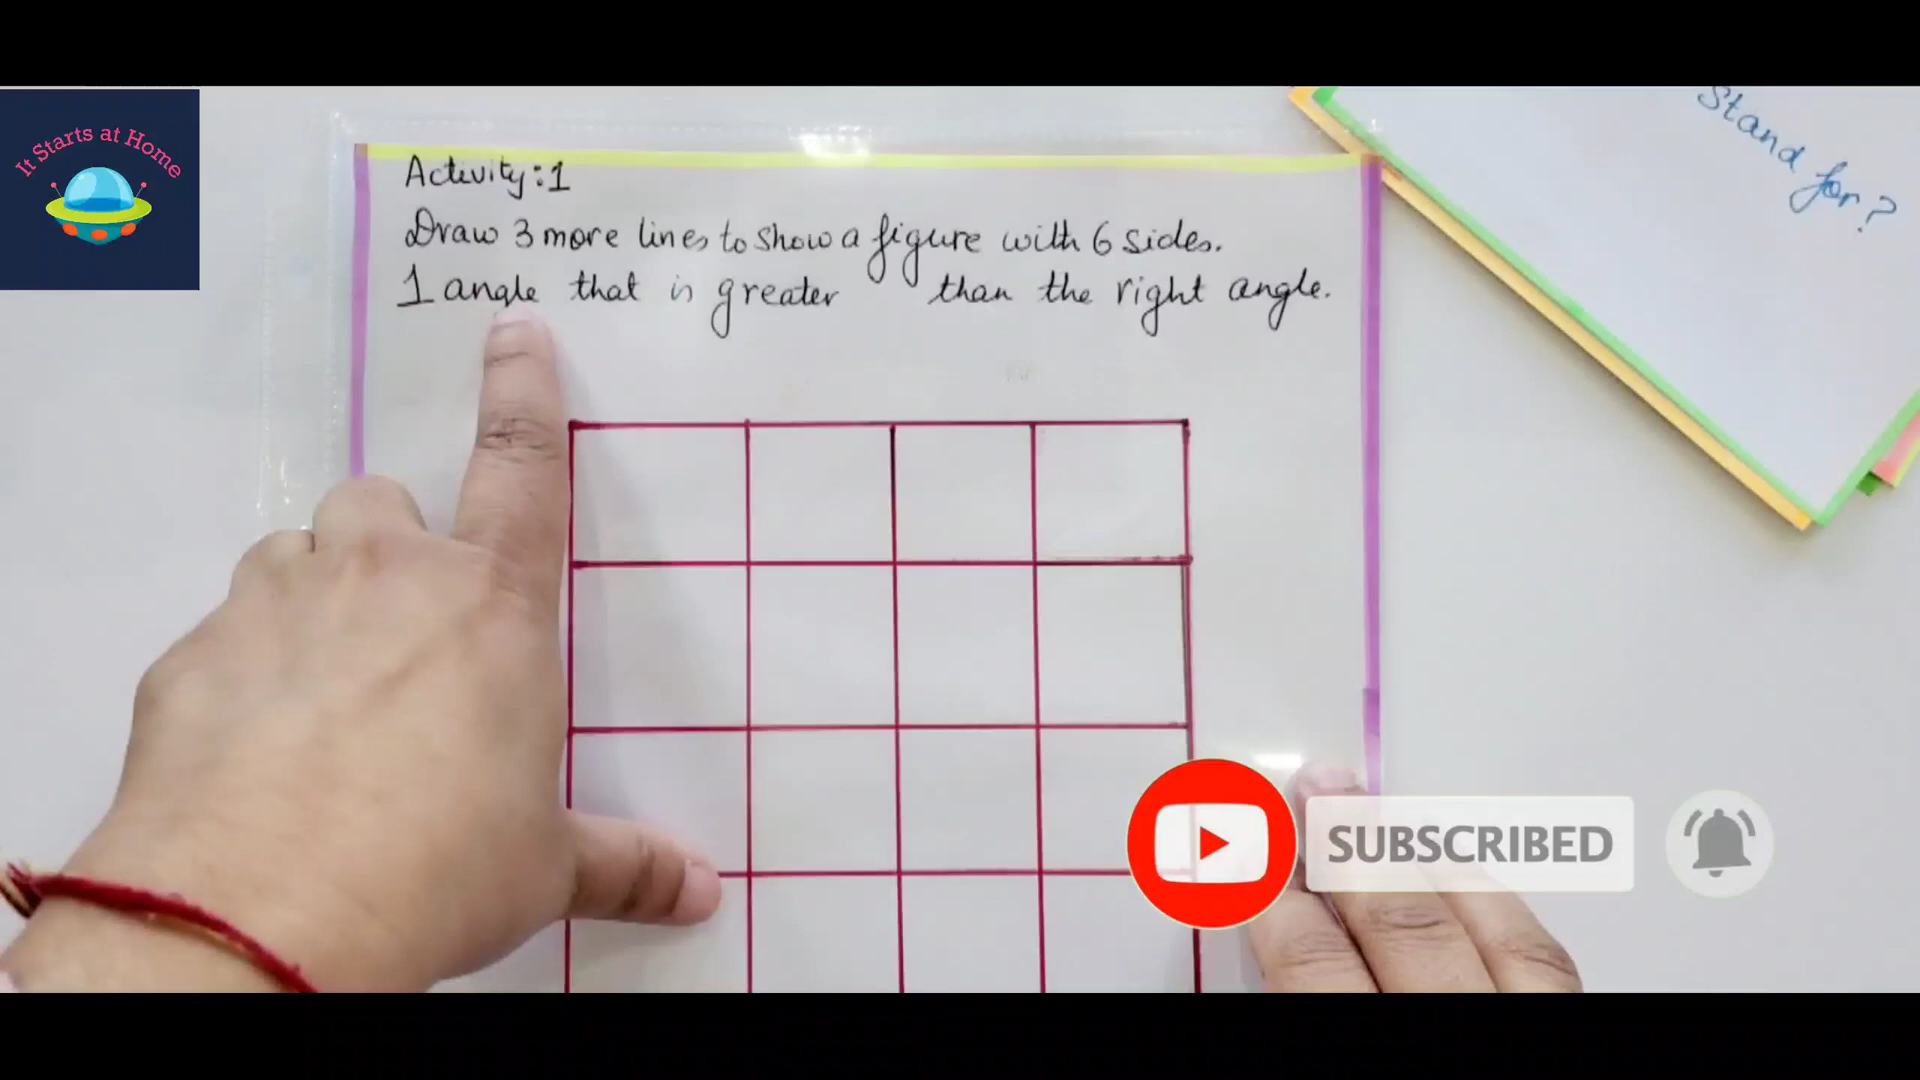 It Starts at Home
Activity:1
Draw 3 more lines to show a figure with 6 sides.
1 angle that is greater than the right angle.
Stand for?
SUBSCRIBED